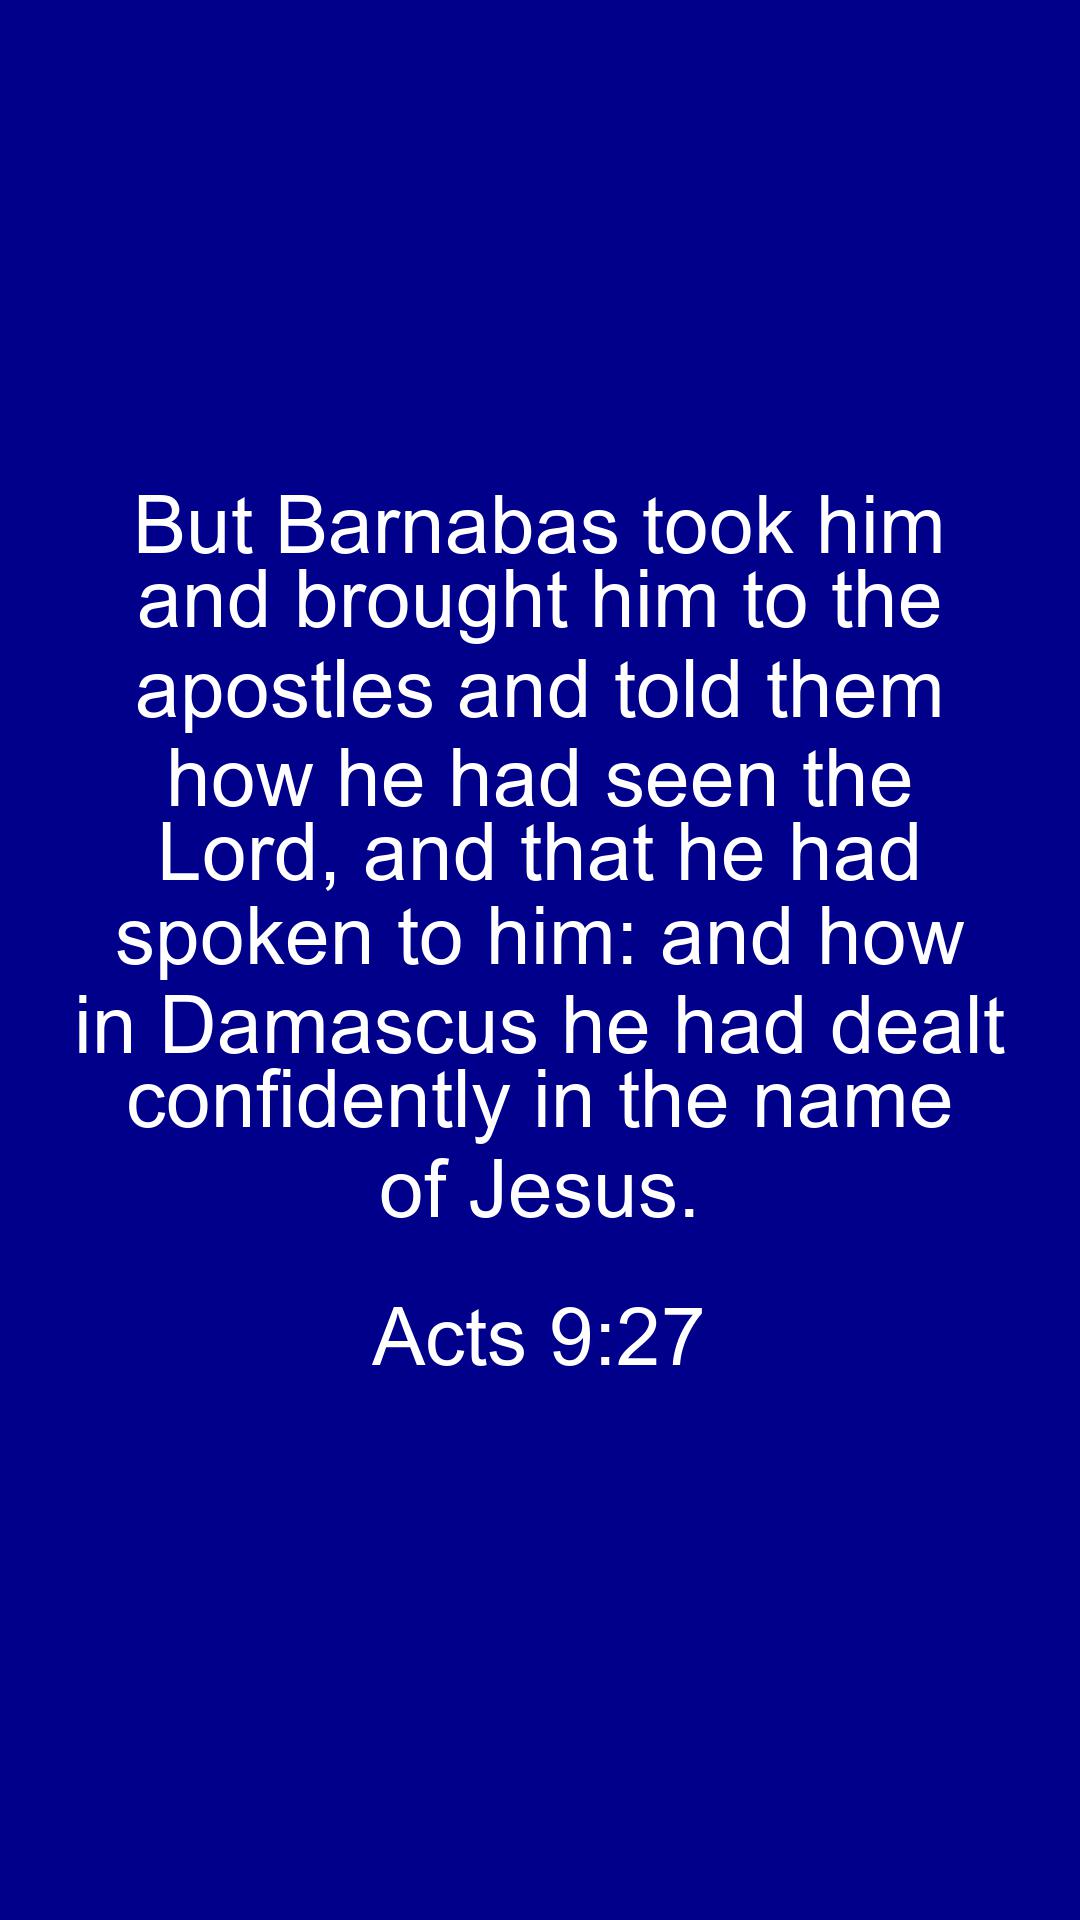 But Barnabas took him
and brought him to the
apostles and told them
how he had seen the
Lord, and that he had
spoken to him: and how
in Damascus he had dealt
confidently in the name
of Jesus.
Acts 9:27